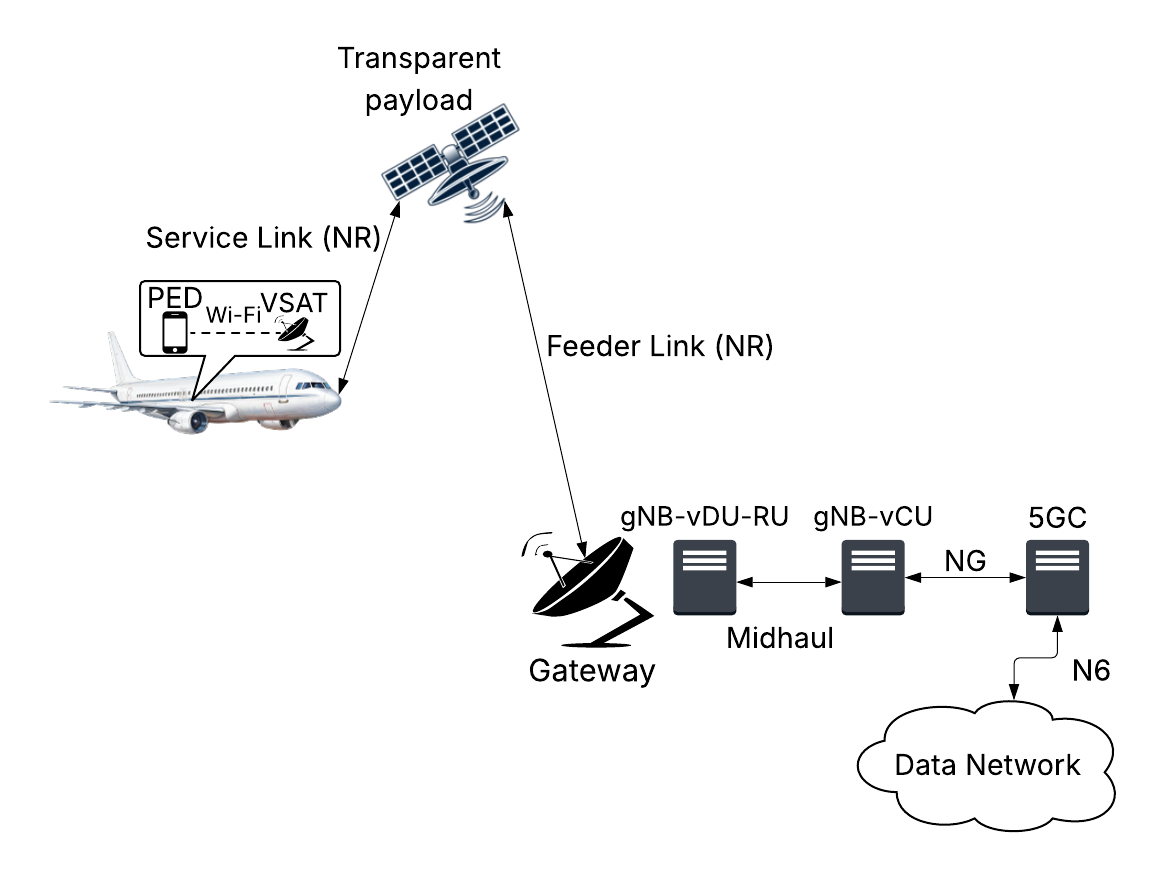 Transparent
payload
Service Link (NR)
PED
Wi-Fi
VSAT
Feeder Link (NR)
gNB-vDU-RU
gNB-vCU
5GC
NG
Midhaul
Gateway
N6
Data Network